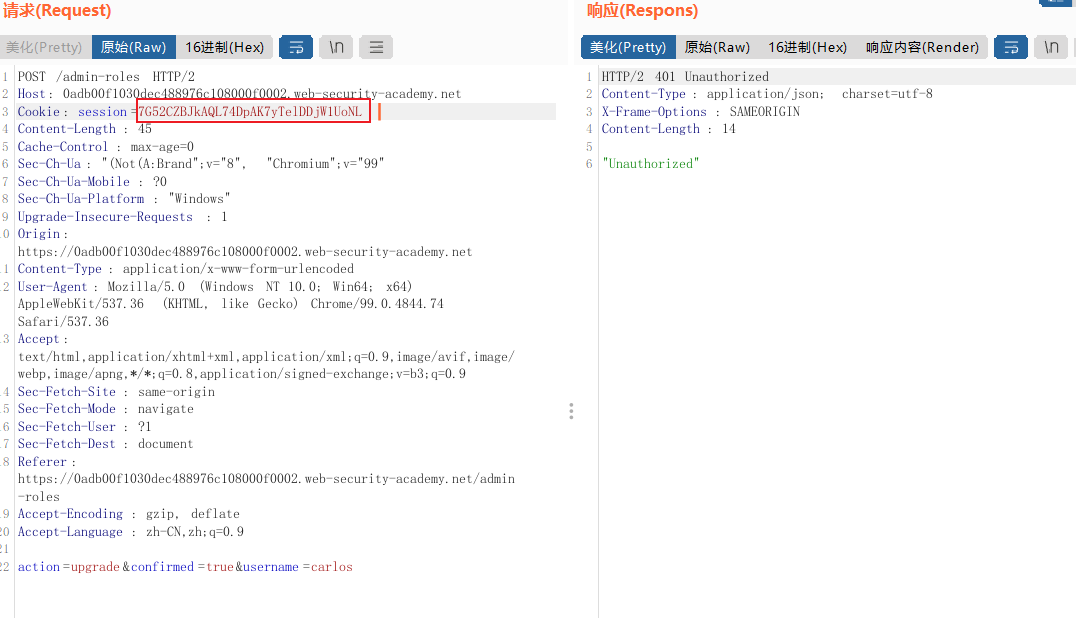 请求(Request)
美化(Pretty) 原始(Raw) 16进制(Hex) \n
1 POST /admin-roles HTTP/2
2 Host: 0adb00f1030dec488976c108000f0002.web-security-academy.net
3 Cookie: session=7G52CZBJkAQL74DpAK7yTelDDjW1UoNL
4 Content-Length : 45
5 Cache-Control : max-age=0
6 Sec-Ch-Ua : "(Not(A:Brand";v="8", "Chromium";v="99"
7 Sec-Ch-Ua-Mobile : ?0
8 Sec-Ch-Ua-Platform : "Windows"
9 Upgrade-Insecure-Requests : 1
0 Origin:
https://0adb00f1030dec488976c108000f0002.web-security-academy.net
1 Content-Type : application/x-www-form-urlencoded
2 User-Agent : Mozilla/5.0 (Windows NT 10.0; Win64; x64)
AppleWebKit/537.36 (KHTML, like Gecko) Chrome/99.0.4844.74
Safari/537.36
3 Accept:
text/html,application/xhtml+xml,application/xml;q=0.9,image/avif,image/
webp,image/apng,*/*;q=0.8,application/signed-exchange;v=b3;q=0.9
4 Sec-Fetch-Site : same-origin
5 Sec-Fetch-Mode : navigate
6 Sec-Fetch-User : ?1
7 Sec-Fetch-Dest : document
8 Referer:
https://0adb00f1030dec488976c108000f0002.web-security-academy.net/admin
-roles
9 Accept-Encoding : gzip, deflate
20 Accept-Language : zh-CN,zh;q=0.9
21
22 action=upgrade&confirmed=true&username=carlos
响应(Respons)
美化(Pretty) 原始(Raw) 16进制(Hex) 响应内容(Render) \n
1 HTTP/2 401 Unauthorized
2 Content-Type : application/json; charset=utf-8
3 X-Frame-Options : SAMEORIGIN
4 Content-Length : 14
5
6 "Unauthorized"